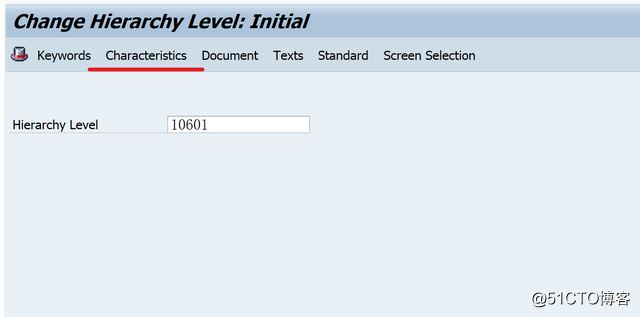 Change Hierarchy Level: Initial
Keywords Characteristics Document Texts Standard Screen Selection
Hierarchy Level 10601
@51CTO博客